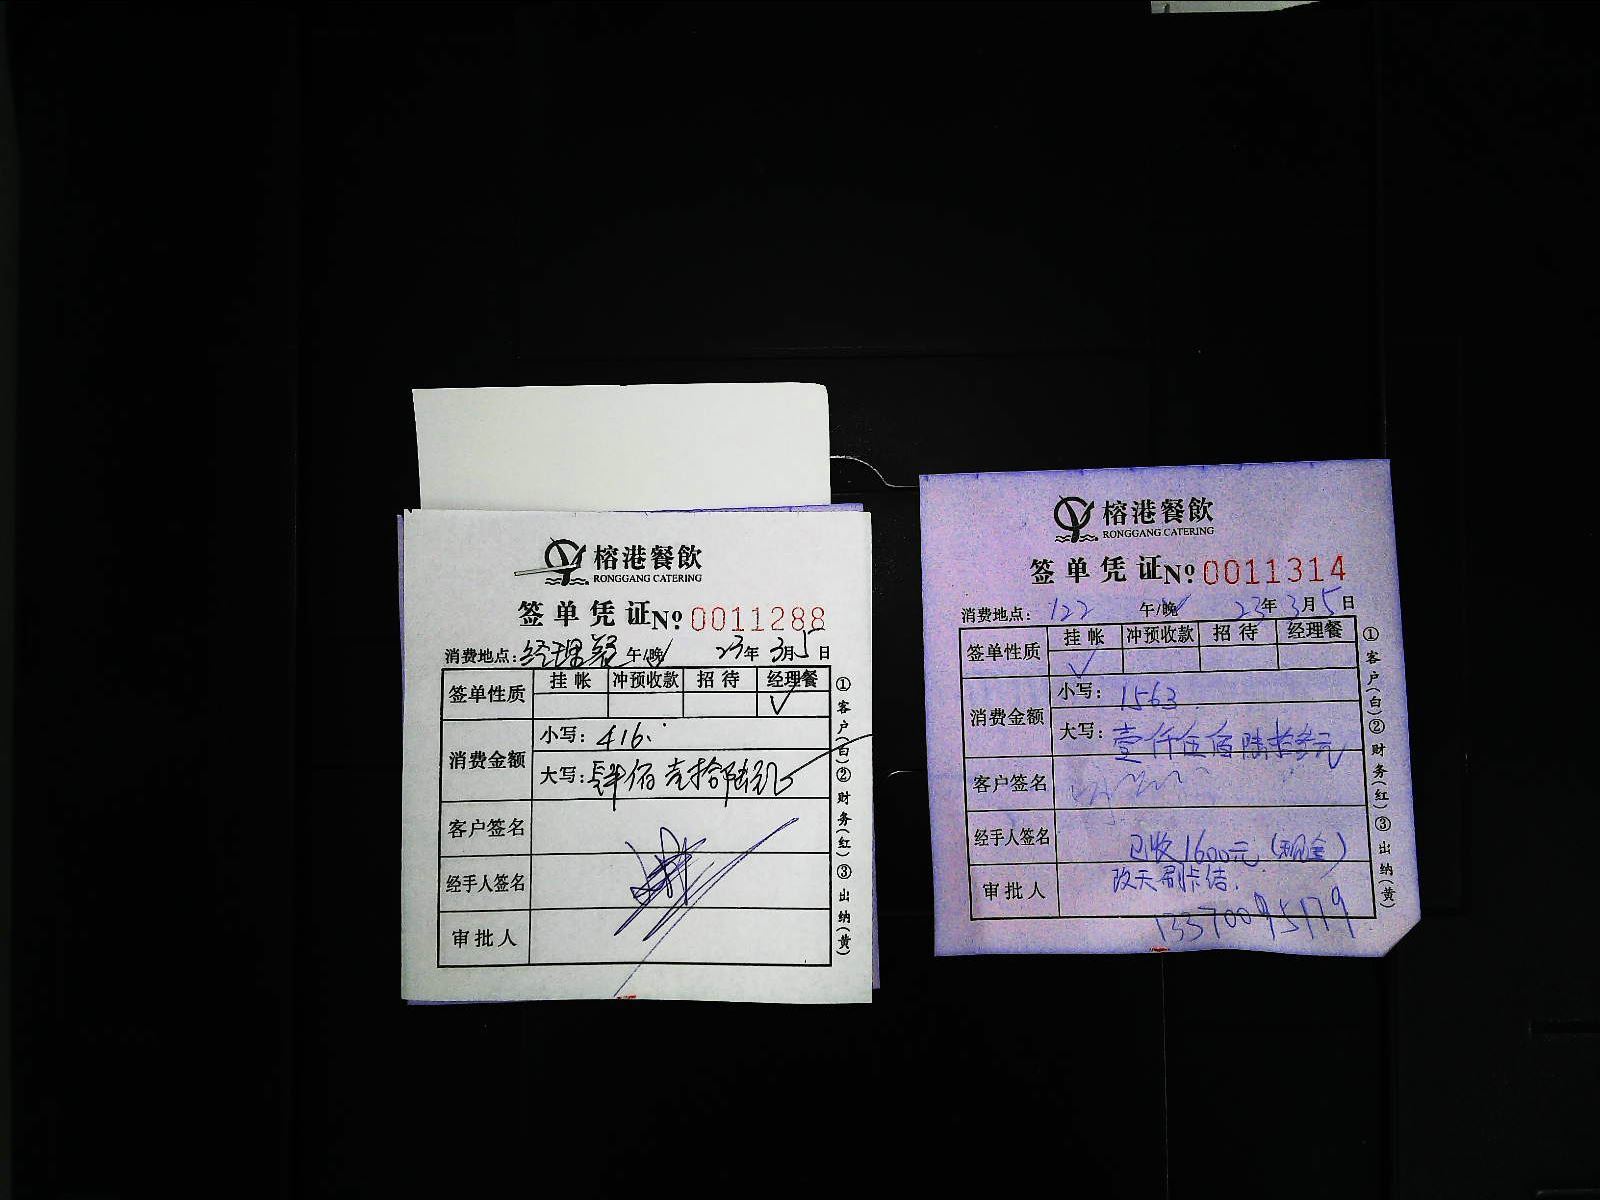 榕港餐飲
RONGGANG CATERING
签单凭证№ 0011288
消费地点: 经理餐 午/晚 23年3月5日
签单性质 挂帐 冲预收款 招待 经理餐
✓
消费金额
小写: 416.
大写: 肆佰壹拾陆元
客户签名
经手人签名
审批人
①客户(白)②财务(红)③出纳(黄)
榕港餐飲
RONGGANG CATERING
签单凭证№ 0011314
消费地点: 122 午/晚 23年3月5日
签单性质 挂帐 冲预收款 招待 经理餐
✓
消费金额
小写: 1563.
大写: 壹仟伍佰陆拾叁元
客户签名
经手人签名
已收1600元(现金)
改天刷卡结.
审批人
13370095179
①客户(白)②财务(红)③出纳(黄)